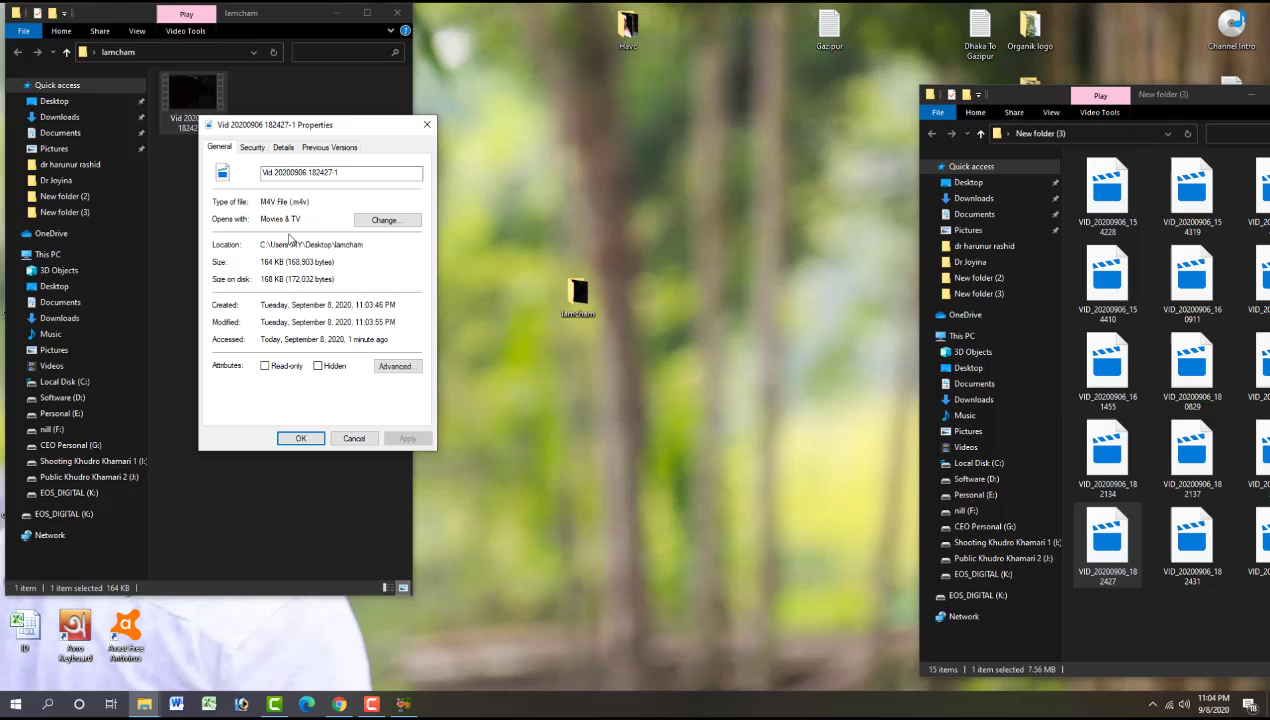 Play
lamcham
File
Home
Share
View
Video Tools
lamcham
Quick access
Desktop
Downloads
Documents
Pictures
dr harunur rashid
Dr Joyina
New folder (2)
New folder (3)
OneDrive
This PC
3D Objects
Desktop
Documents
Downloads
Music
Pictures
Videos
Local Disk (C:)
Software (D:)
Personal (E:)
nill (F:)
CEO Personal (G:)
Shooting Khudro Khamari 1 (I:)
Public Khudro Khamari 2 (J:)
EOS_DIGITAL (K:)
EOS_DIGITAL (K:)
Network
1 item
1 item selected 164 KB
Vid 20200906 182427-1 Properties
General
Security
Details
Previous Versions
Vid 20200906 182427-1
Type of file:
M4V File (.m4v)
Opens with:
Movies & TV
Change...
Location:
Size:
164 KB (168,903 bytes)
Size on disk:
168 KB (172,032 bytes)
Created:
Tuesday, September 8, 2020, 11:03:46 PM
Modified:
Tuesday, September 8, 2020, 11:03:55 PM
Accessed:
Today, September 8, 2020, 1 minute ago
Attributes:
Read-only
Hidden
Advanced...
OK
Cancel
Apply
Havc
Gazipur
Dhaka To
Gazipur
Organik logo
Channel Intro
lamcham
Play
New folder (3)
File
Home
Share
View
Video Tools
New folder (3)
Quick access
Desktop
Downloads
Documents
Pictures
dr harunur rashid
Dr Joyina
New folder (2)
New folder (3)
OneDrive
This PC
3D Objects
Desktop
Documents
Downloads
Music
Pictures
Videos
Local Disk (C:)
Software (D:)
Personal (E:)
nill (F:)
CEO Personal (G:)
Shooting Khudro Khamari 1 (I:)
Public Khudro Khamari 2 (J:)
EOS_DIGITAL (K:)
EOS_DIGITAL (K:)
Network
VID_20200906_15
4228
VID_20200906_15
4319
VID_20200906_15
4410
VID_20200906_16
0911
VID_20200906_16
1455
VID_20200906_18
0829
VID_20200906_18
2134
VID_20200906_18
2137
VID_20200906_18
2427
VID_20200906_18
2431
15 items
1 item selected 7.56 MB
ID
Avro
Keyboard
Avast Free
Antivirus
11:04 PM
9/8/2020
18